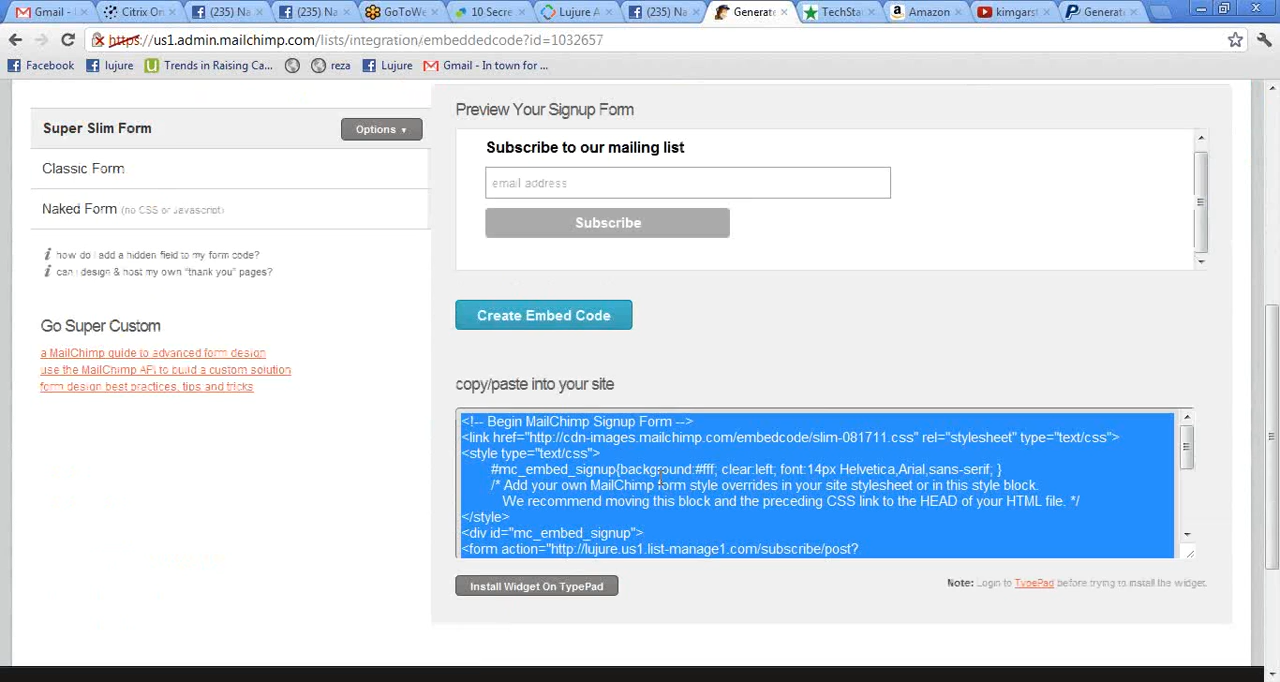 Gmail -
Citrix On
(235) Na
(235) Na
GoToWe
10 Secre
Lujure A
(235) Na
Generate
TechSta
Amazon
kimgarst
Generate
https://us1.admin.mailchimp.com/lists/integration/embeddedcode?id=1032657
Facebook
lujure
Trends in Raising Ca...
reza
Lujure
Gmail - In town for ...
Super Slim Form
Options
Classic Form
Naked Form (no CSS or Javascript)
how do I add a hidden field to my form code?
can i design & host my own "thank you" pages?
Go Super Custom
a MailChimp guide to advanced form design
use the MailChimp API to build a custom solution
form design best practices, tips and tricks
Preview Your Signup Form
Subscribe to our mailing list
email address
Subscribe
Create Embed Code
copy/paste into your site
<!-- Begin MailChimp Signup Form -->
<link href="http://cdn-images.mailchimp.com/embedcode/slim-081711.css" rel="stylesheet" type="text/css">
<style type="text/css">
#mc_embed_signup{background:#fff; clear:left; font:14px Helvetica,Arial,sans-serif; }
/* Add your own MailChimp form style overrides in your site stylesheet or in this style block.
We recommend moving this block and the preceding CSS link to the HEAD of your HTML file. */
</style>
<div id="mc_embed_signup">
<form action="http://lujure.us1.list-manage1.com/subscribe/post?
Install Widget On TypePad
Note: Login to TypePad before trying to install the widget.